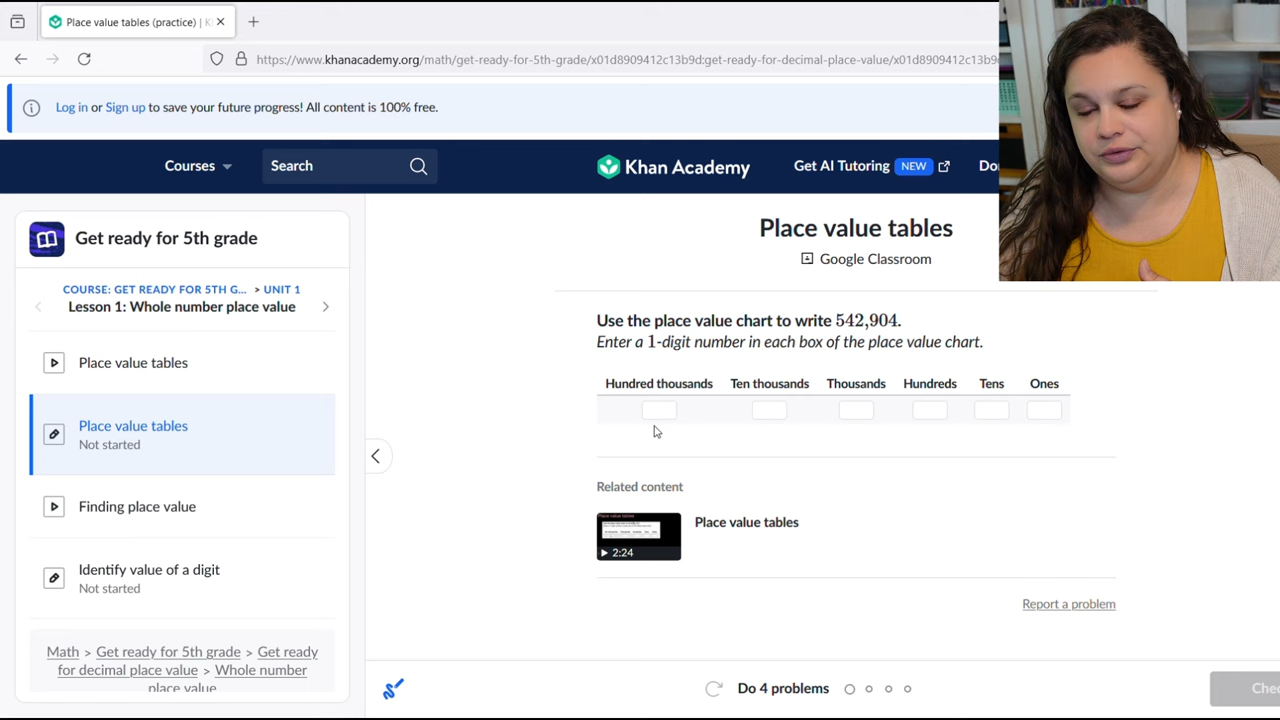 Place value tables (practice) | K
https://www.khanacademy.org/math/get-ready-for-5th-grade/x01d8909412c13b9d:get-ready-for-decimal-place-value/x01d8909412c13b9
Log in or Sign up to save your future progress! All content is 100% free.
Courses
Search
Khan Academy
Get AI Tutoring NEW
Do
Get ready for 5th grade
COURSE: GET READY FOR 5TH G... > UNIT 1
Lesson 1: Whole number place value
Place value tables
Place value tables
Not started
Finding place value
Identify value of a digit
Not started
Math > Get ready for 5th grade > Get ready
for decimal place value > Whole number
place value
Place value tables
Google Classroom
Use the place value chart to write 542,904.
Enter a 1-digit number in each box of the place value chart.
Hundred thousands Ten thousands Thousands Hundreds Tens Ones
Related content
Place value tables
2:24
Report a problem
Do 4 problems
Chec